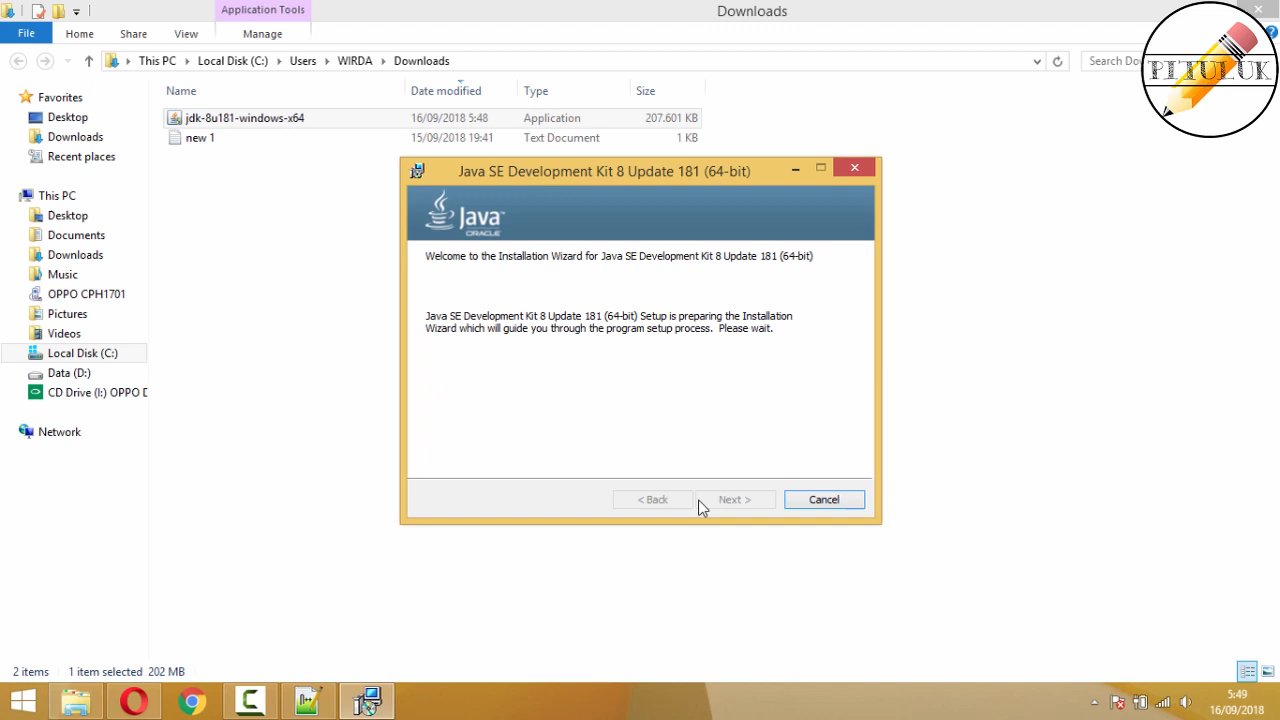 Application Tools
Downloads
File
Home
Share
View
Manage
This PC
Local Disk (C:)
Users
WIRDA
Downloads
Search Dow
PITULUK
Name
Date modified
Type
Size
jdk-8u181-windows-x64
16/09/2018 5:48
Application
207.601 KB
new 1
15/09/2018 19:41
Text Document
1 KB
Favorites
Desktop
Downloads
Recent places
This PC
Desktop
Documents
Downloads
Music
OPPO CPH1701
Pictures
Videos
Local Disk (C:)
Data (D:)
CD Drive (I:) OPPO D
Network
Java SE Development Kit 8 Update 181 (64-bit)
Java™
ORACLE
Welcome to the Installation Wizard for Java SE Development Kit 8 Update 181 (64-bit)
Java SE Development Kit 8 Update 181 (64-bit) Setup is preparing the Installation
Wizard which will guide you through the program setup process. Please wait.
< Back
Next >
Cancel
2 items
1 item selected 202 MB
5:49
16/09/2018